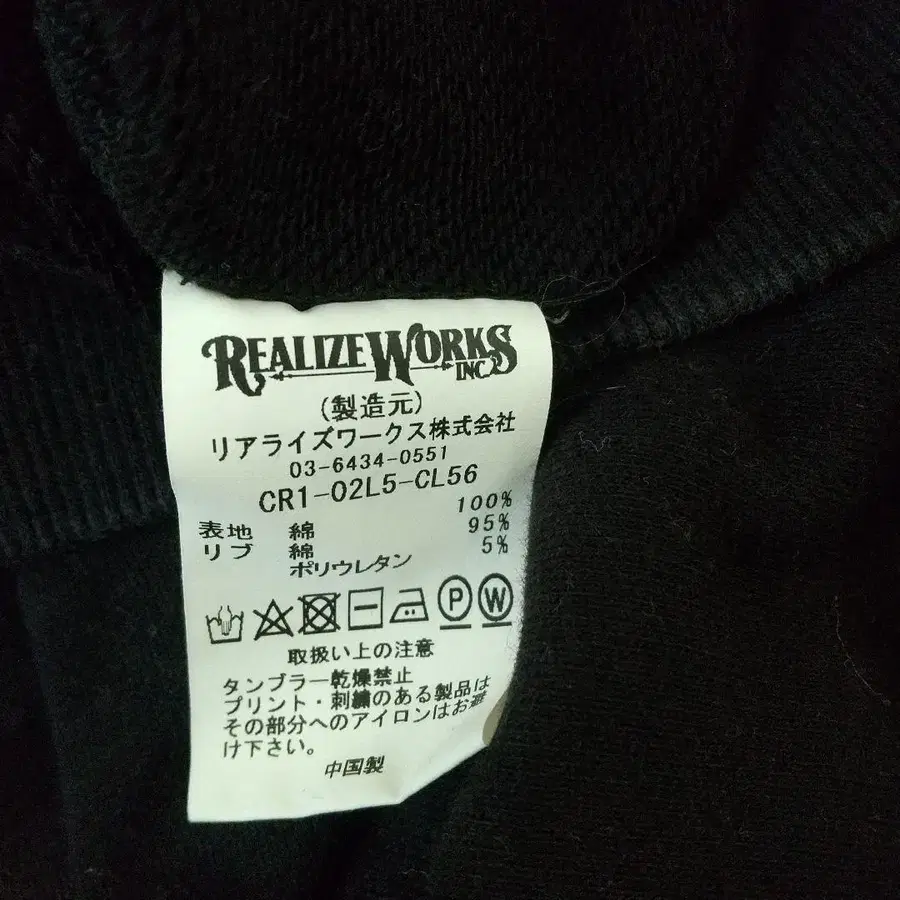 REALIZEWORKS
INC.
(製造元)
リアライズワークス株式会社
03-6434-0551
CR1-02L5-CL56
表地 綿 100%
リブ 綿 95%
ポリウレタン 5%
P W
取扱い上の注意
タンブラー乾燥禁止
プリント・刺繍のある製品は
その部分へのアイロンはお避
け下さい。
中国製